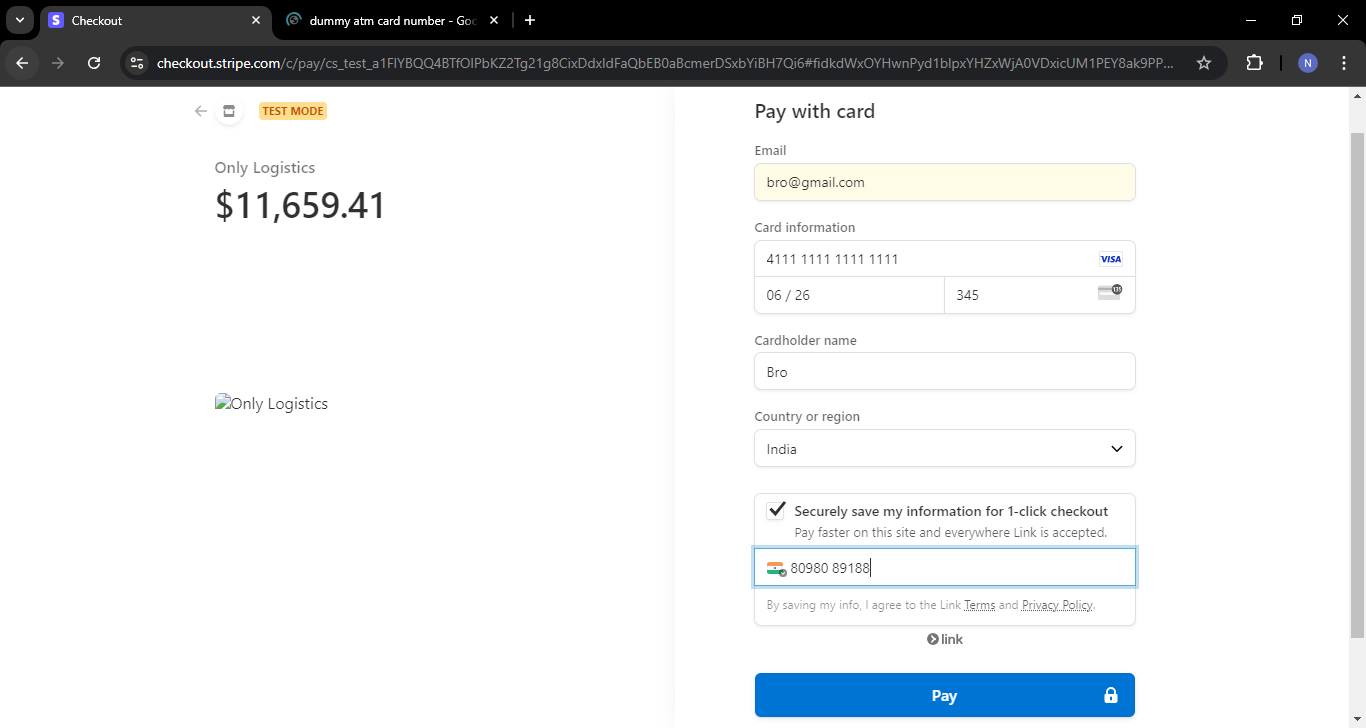 Checkout
dummy atm card number - Goo
checkout.stripe.com/c/pay/cs_test_a1FlYBQQ4BTfOlPbKZ2Tg21g8CixDdxIdFaQbEB0aBcmerDSxbYiBH7Qi6#fidkdWxOYHwnPyd1blpxYHZxWjA0VDxicUM1PEY8ak9PP...
N
TEST MODE
Only Logistics
$11,659.41
Only Logistics
Pay with card
Email
bro@gmail.com
Card information
4111 1111 1111 1111
VISA
06 / 26
345
135
Cardholder name
Bro
Country or region
India
Securely save my information for 1-click checkout
Pay faster on this site and everywhere Link is accepted.
80980 89188
By saving my info, I agree to the Link Terms and Privacy Policy.
link
Pay